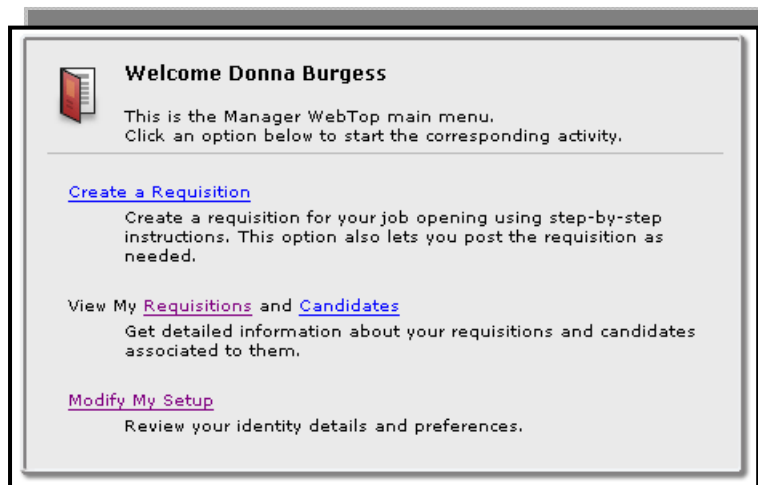 Welcome Donna Burgess
This is the Manager WebTop main menu.
Click an option below to start the corresponding activity.
Create a Requisition
Create a requisition for your job opening using step-by-step
instructions. This option also lets you post the requisition as
needed.
View My Requisitions and Candidates
Get detailed information about your requisitions and candidates
associated to them.
Modify My Setup
Review your identity details and preferences.